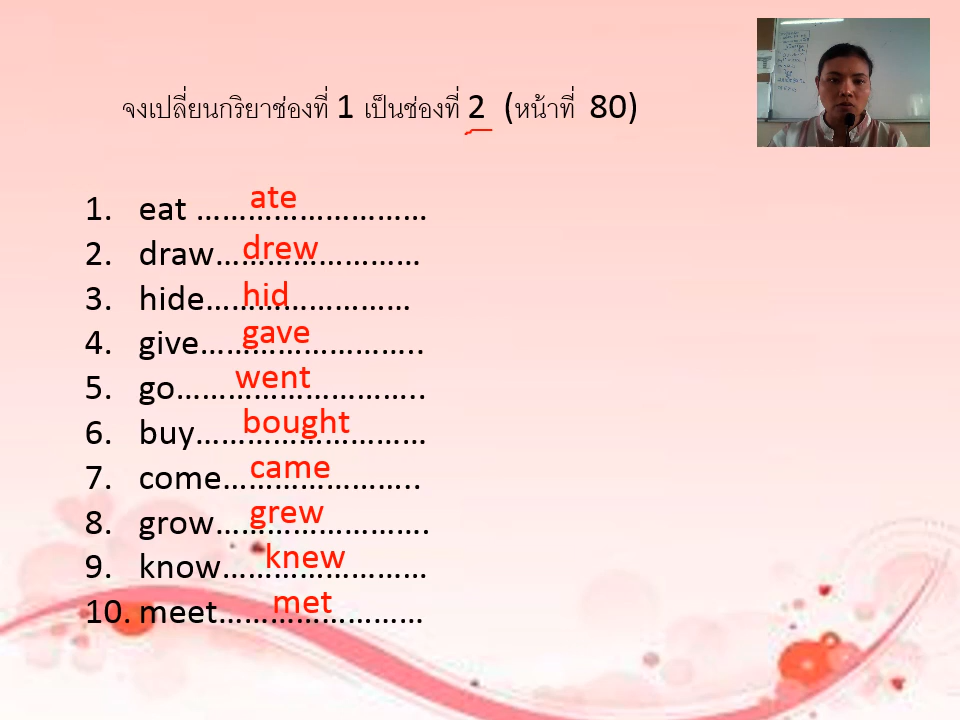 จงเปลี่ยนกริยาช่องที่ 1 เป็นช่องที่ 2 (หน้าที่ 80)
1. eat ……………………… ate
2. draw…………………… drew
3. hide…………………… hid
4. give…………………….. gave
5. go……………………….. went
6. buy……………………… bought
7. come………………….. came
8. grow……………………. grew
9. know…………………… knew
10. meet…………………… met